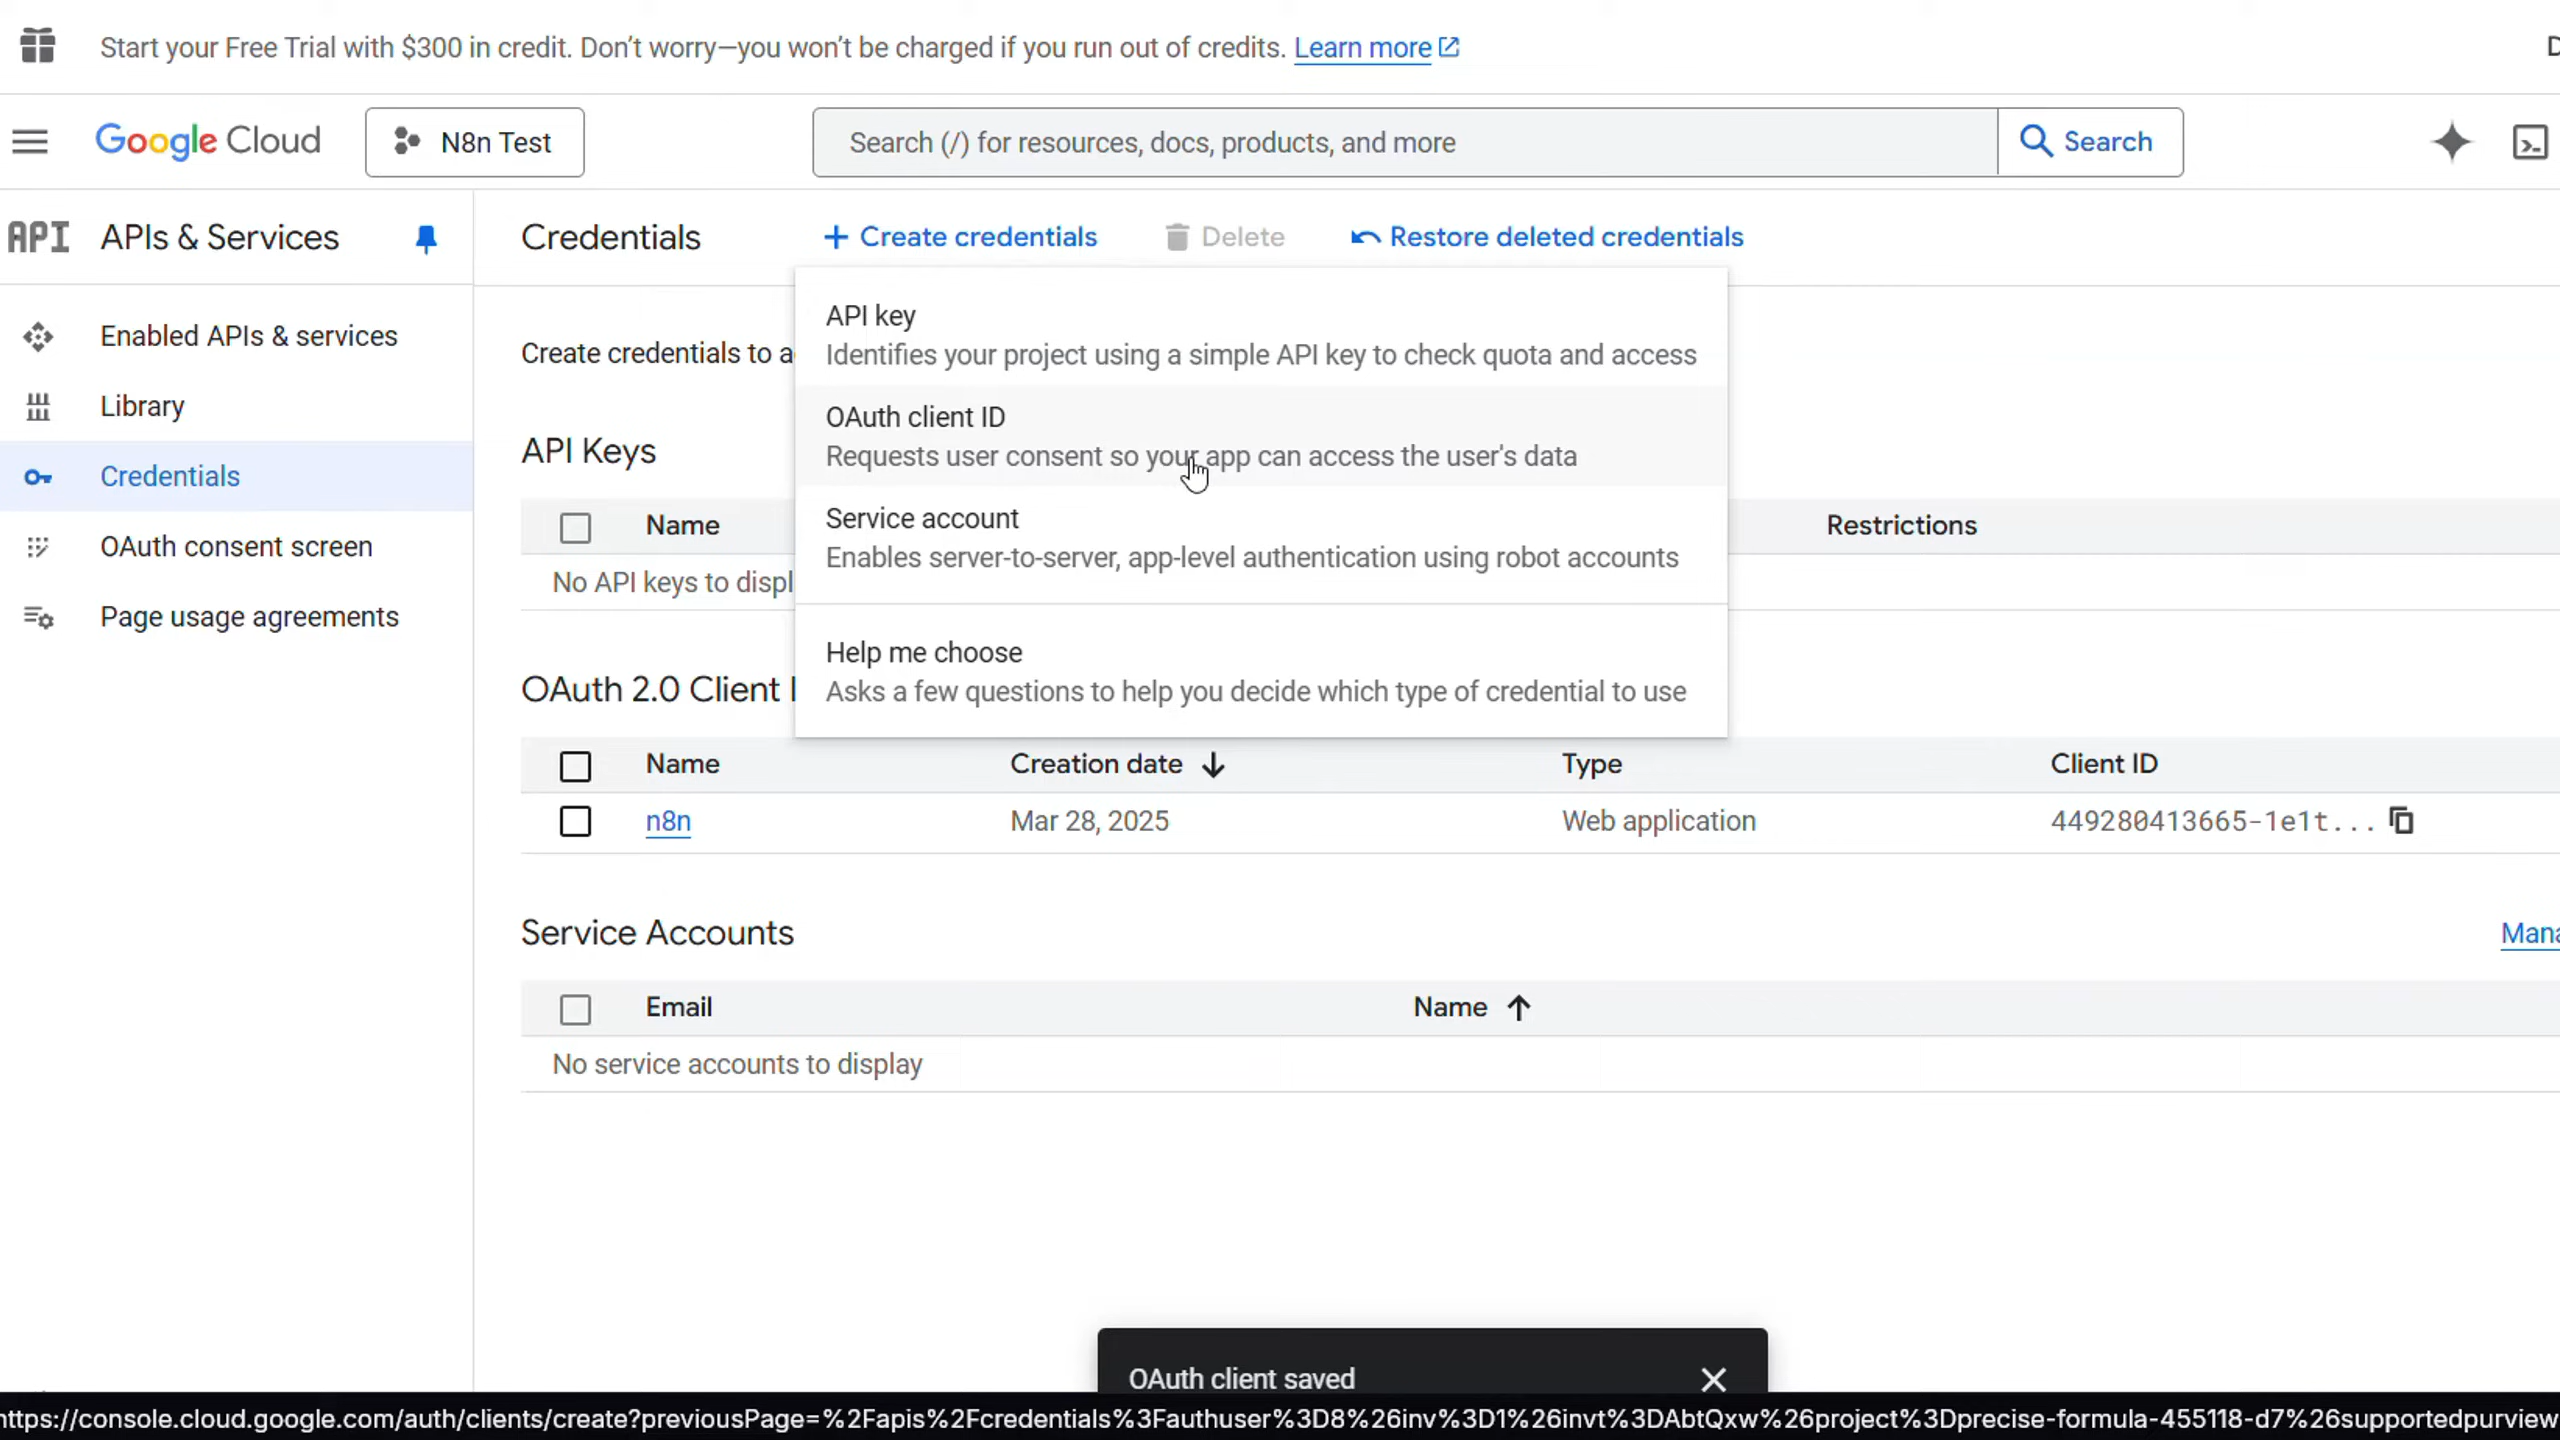 Start your Free Trial with $300 in credit. Don’t worry—you won’t be charged if you run out of credits. Learn more
Google Cloud
N8n Test
Search (/) for resources, docs, products, and more
Search
API
APIs & Services
Credentials
Create credentials
Delete
Restore deleted credentials
Enabled APIs & services
Library
Credentials
OAuth consent screen
Page usage agreements
Create credentials to a
API key
Identifies your project using a simple API key to check quota and access
OAuth client ID
Requests user consent so your app can access the user's data
Service account
Enables server-to-server, app-level authentication using robot accounts
Help me choose
Asks a few questions to help you decide which type of credential to use
API Keys
Name
Restrictions
No API keys to displ
OAuth 2.0 Client
Name
Creation date
Type
Client ID
n8n
Mar 28, 2025
Web application
449280413665-1e1t...
Service Accounts
Mana
Email
Name
No service accounts to display
OAuth client saved
https://console.cloud.google.com/auth/clients/create?previousPage=%2Fapis%2Fcredentials%3Fauthuser%3D8%26inv%3D1%26invt%3DAbtQxw%26project%3Dprecise-formula-455118-d7%26supportedpurview